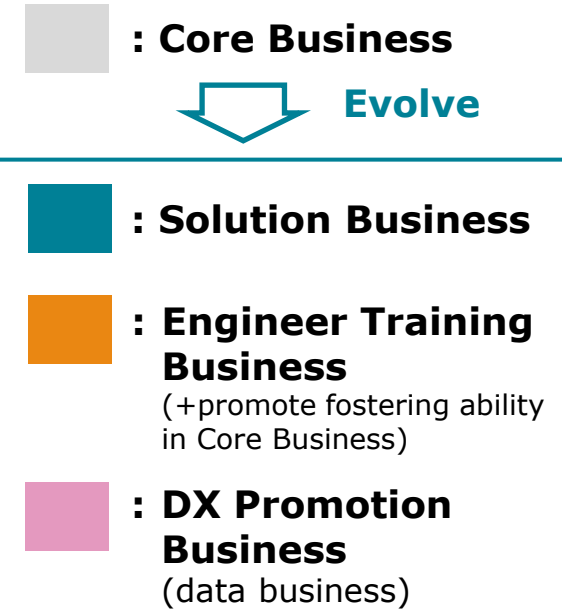 : Core Business
Evolve
: Solution Business
: Engineer Training
Business
(+promote fostering ability
in Core Business)
: DX Promotion
Business
(data business)